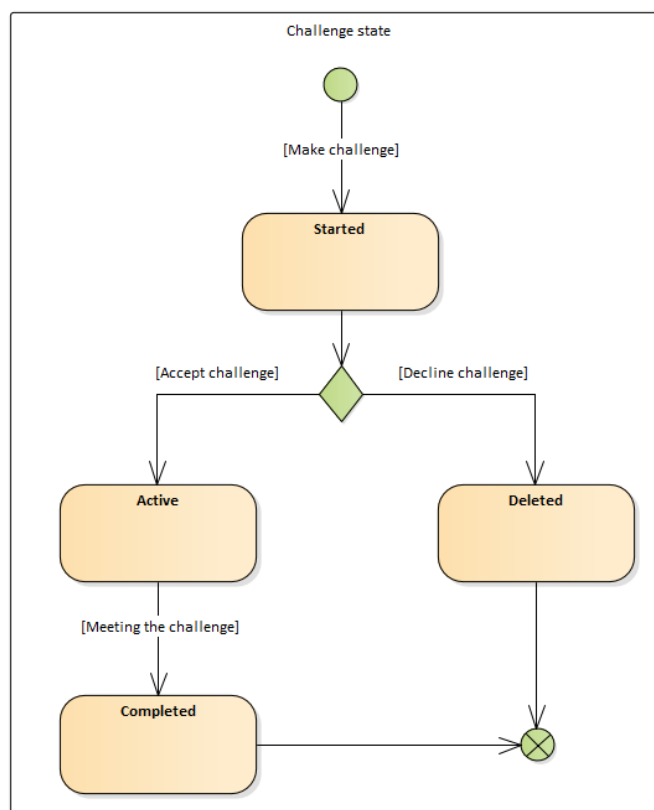 Challenge state
[Make challenge]
Started
[Accept challenge]
[Decline challenge]
Active
Deleted
[Meeting the challenge]
Completed